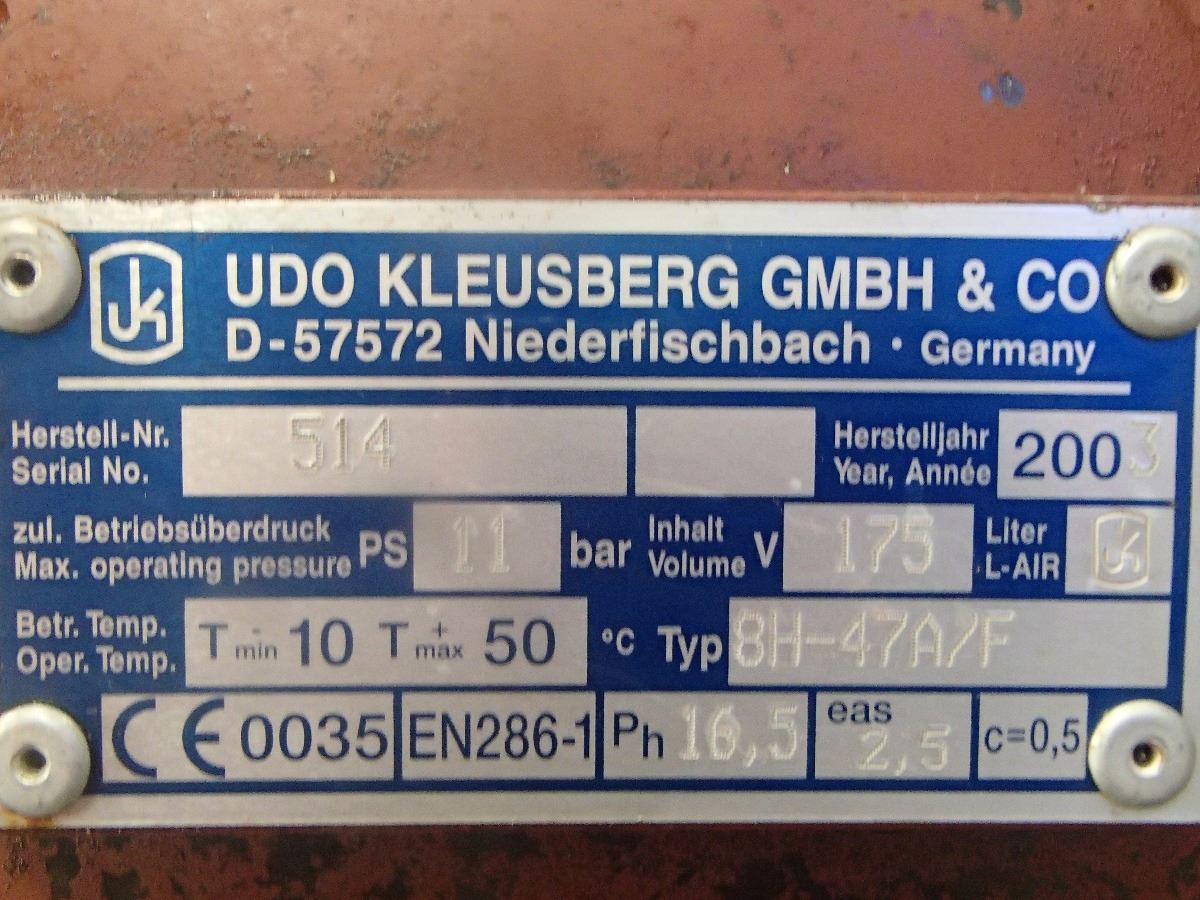 UDO KLEUSBERG GMBH & CO
D-57572 Niederfischbach · Germany
Herstell-Nr. 514 Herstelljahr 2003
Serial No. Year, Année
zul. Betriebsüberdruck PS 11 bar Inhalt V 175 Liter
Max. operating pressure Volume L-AIR
Betr. Temp. T min - 10 T max + 50 °C Typ 8H-47A/F
Oper. Temp.
CE 0035 EN286-1 Ph 16,5 eas 2,5 c=0,5